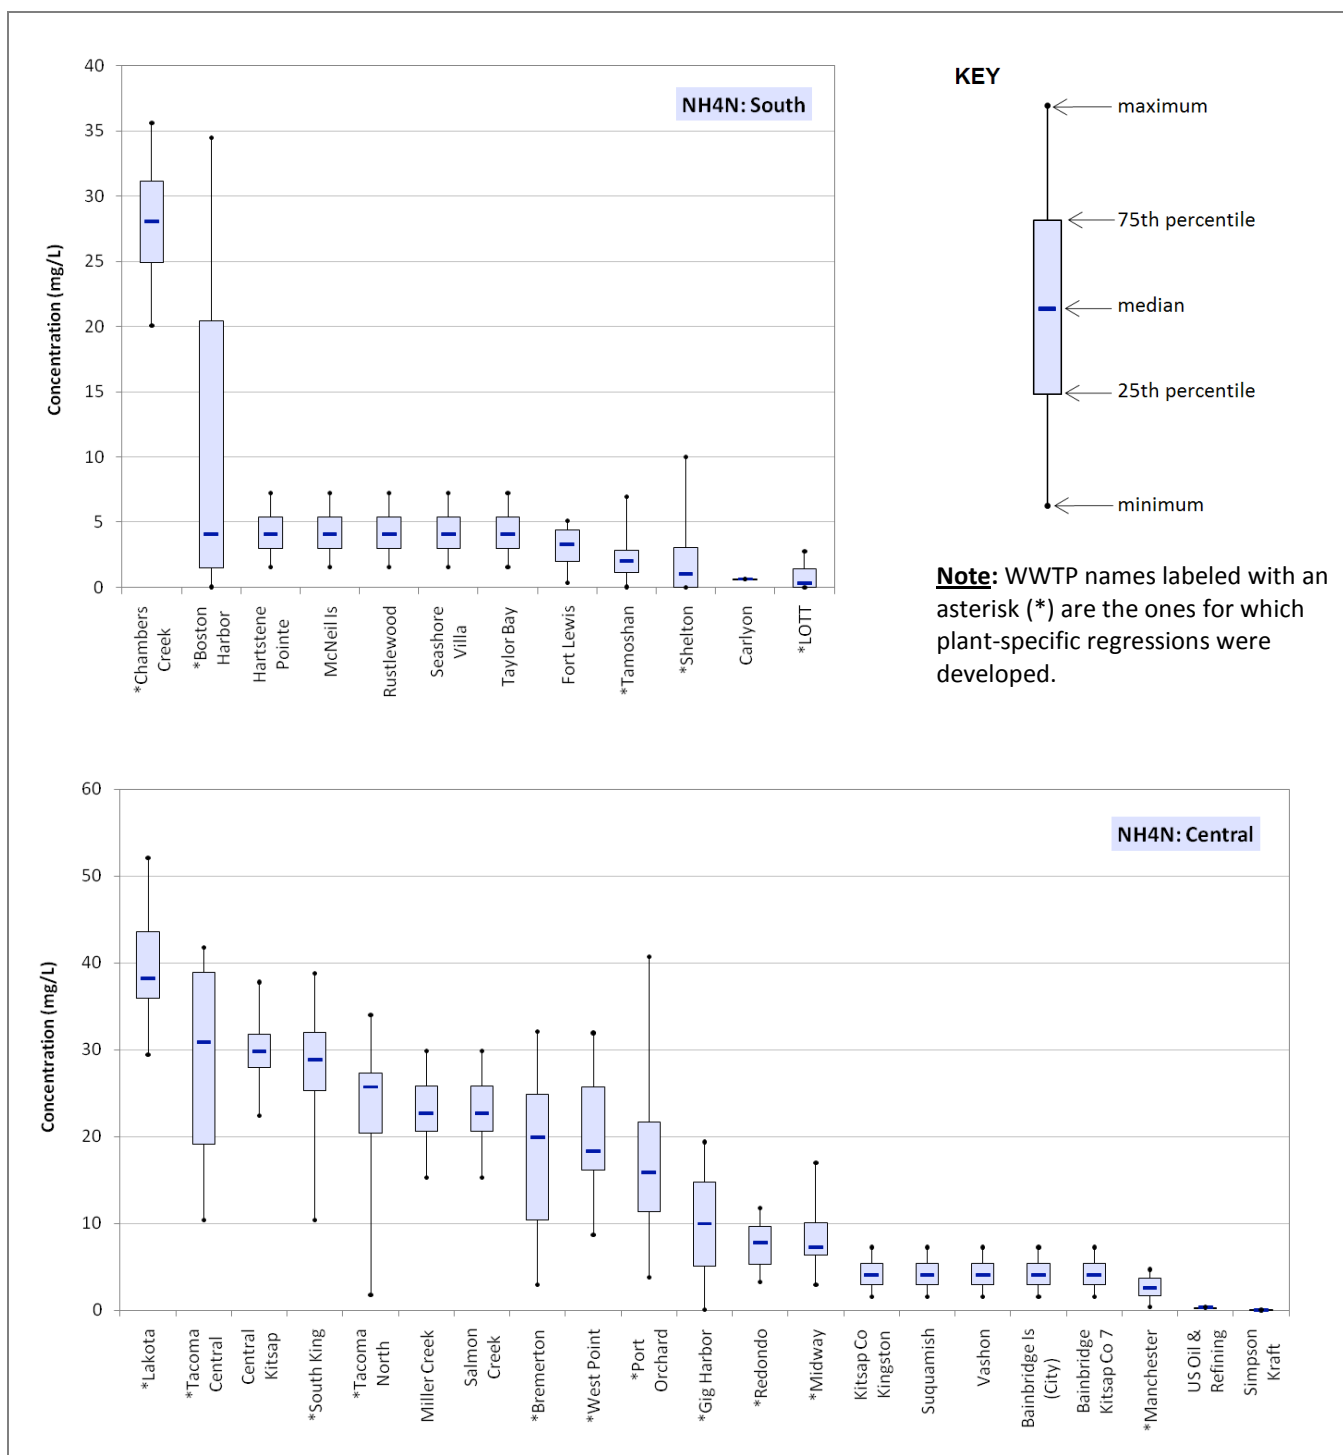 40
35
30
25
20
15
10
5
0
Concentration (mg/L)
NH4N: South
*Chambers
Creek
*Boston
Harbor
Hartstene
Pointe
McNeil Is
Rustlewood
Seashore
Villa
Taylor Bay
Fort Lewis
*Tamoshan
*Shelton
Carlyon
*LOTT
KEY
maximum
75th percentile
median
25th percentile
minimum
Note: WWTP names labeled with an
asterisk (*) are the ones for which
plant-specific regressions were
developed.
60
50
40
30
20
10
0
Concentration (mg/L)
NH4N: Central
*Lakota
*Tacoma
Central
Central
Kitsap
*South King
*Tacoma
North
Miller Creek
Salmon
Creek
*Bremerton
*West Point
*Port
Orchard
*Gig Harbor
*Redondo
*Midway
Kitsap Co
Kingston
Suquamish
Vashon
Bainbridge Is
(City)
Bainbridge
Kitsap Co 7
*Manchester
US Oil &
Refining
Simpson
Kraft